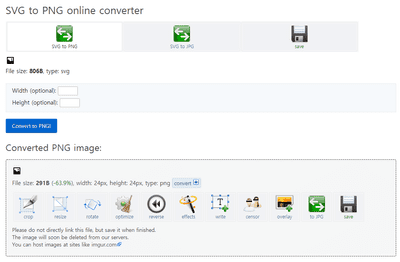 SVG to PNG online converter
SVG to PNG
SVG to JPG
save
File size: 806B, type: svg
Width (optional):
Height (optional):
Convert to PNG!
Converted PNG image:
File size: 291B (-63.9%), width: 24px, height: 24px, type: png convert
crop resize rotate optimize reverse effects write censor overlay to JPG save
Please do not directly link this file, but save it when finished.
The image will soon be deleted from our servers.
You can host images at sites like imgur.com